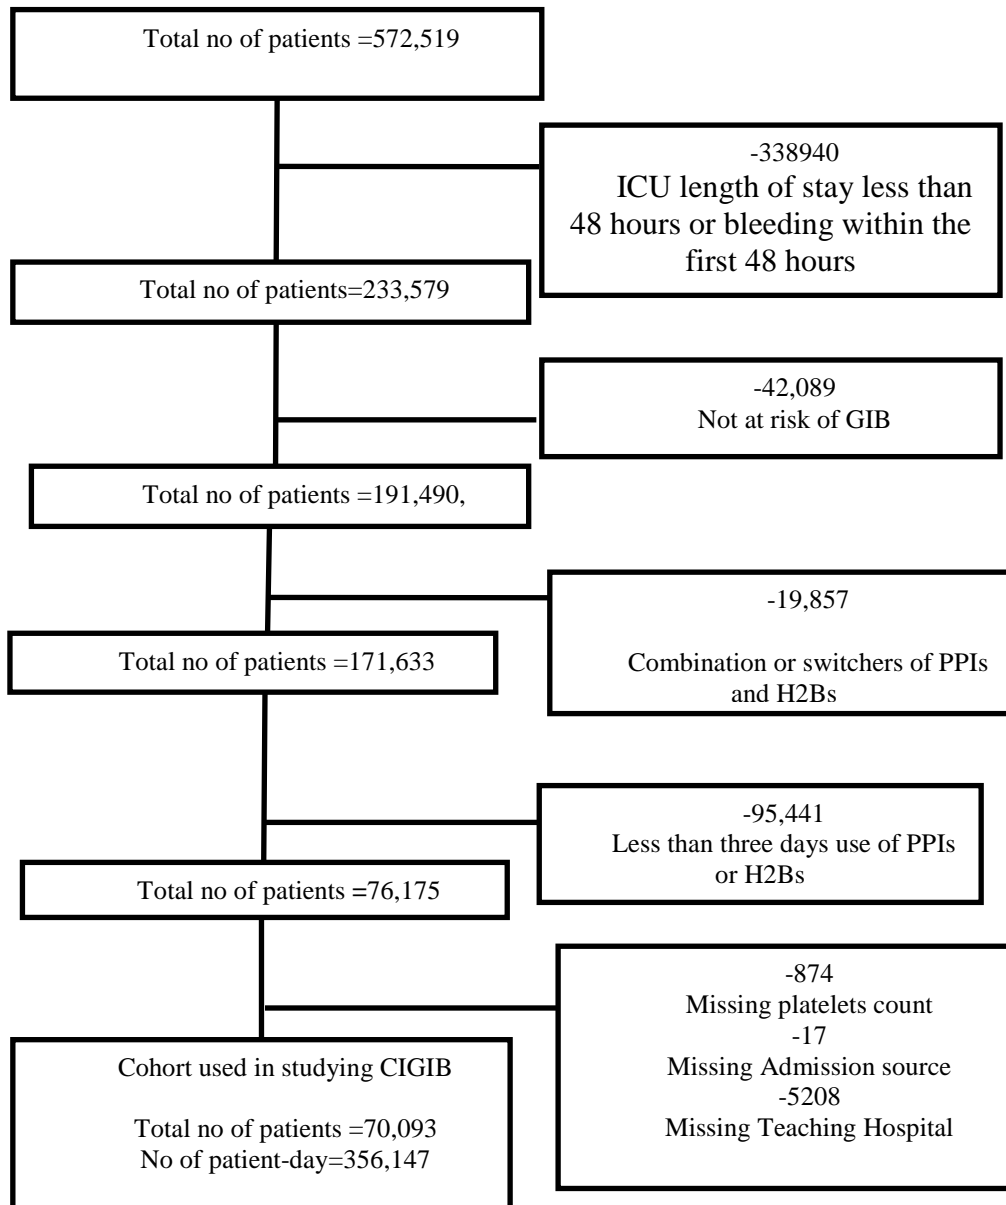 Total no of patients =572,519
-338940
ICU length of stay less than
48 hours or bleeding within the
first 48 hours
Total no of patients=233,579
-42,089
Not at risk of GIB
Total no of patients =191,490,
-19,857
Combination or switchers of PPIs
and H2Bs
Total no of patients =171,633
-95,441
Less than three days use of PPIs
or H2Bs
Total no of patients =76,175
-874
Missing platelets count
-17
Missing Admission source
-5208
Missing Teaching Hospital
Cohort used in studying CIGIB
Total no of patients =70,093
No of patient-day=356,147